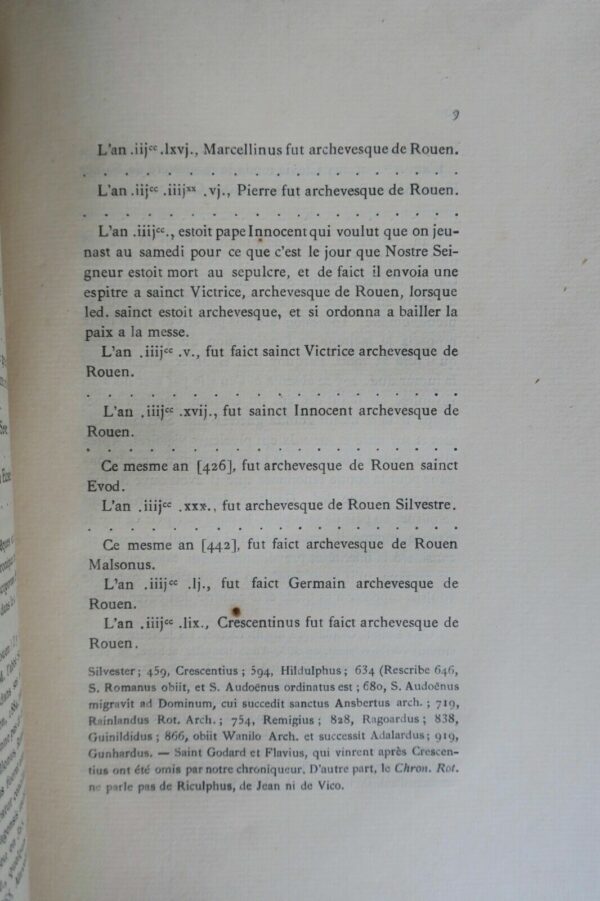 9
L'an .iijᶜᶜ .lxvj., Marcellinus fut archevesque de Rouen.
. . . . . . . . . . . . . . . . . .
L'an .iijᶜᶜ .iiijˣˣ .vj., Pierre fut archevesque de Rouen.
. . . . . . . . . . . . . . . . . .
L'an .iiijᶜᶜ., estoit pape Innocent qui voulut que on jeu-
nast au samedi pour ce que c'est le jour que Nostre Sei-
gneur estoit mort au sepulcre, et de faict il envoia une
espitre a sainct Victrice, archevesque de Rouen, lorsque
led. sainct estoit archevesque, et si ordonna a bailler la
paix a la messe.
L'an .iiijᶜᶜ .v., fut faict sainct Victrice archevesque de
Rouen.
. . . . . . . . . . . . . . . . . .
L'an .iiijᶜᶜ .xvij., fut sainct Innocent archevesque de
Rouen.
. . . . . . . . . . . . . . . . . .
Ce mesme an [426], fut archevesque de Rouen sainct
Evod.
L'an .iiijᶜᶜ .xxx., fut archevesque de Rouen Silvestre.
. . . . . . . . . . . . . . . . . .
Ce mesme an [442], fut faict archevesque de Rouen
Malsonus.
L'an .iiijᶜᶜ .lj., fut faict Germain archevesque de
Rouen.
L'an .iiijᶜᶜ .lix., Crescentinus fut faict archevesque de
Rouen.
Silvester ; 459, Crescentius ; 594, Hildulphus ; 634 (Rescribe 646,
S. Romanus obiit, et S. Audoënus ordinatus est ; 680, S. Audoënus
migravit ad Dominum, cui succedit sanctus Ansbertus arch. ; 719,
Rainlandus Rot. Arch. ; 754, Remigius ; 828, Ragoardus ; 838,
Guinildidus ; 866, obiit Wanilo Arch. et successit Adalardus ; 919,
Gunhardus. — Saint Godard et Flavius, qui vinrent après Crescen-
tius ont été omis par notre chroniqueur. D'autre part, le Chron. Rot.
ne parle pas de Riculphus, de Jean ni de Vico.